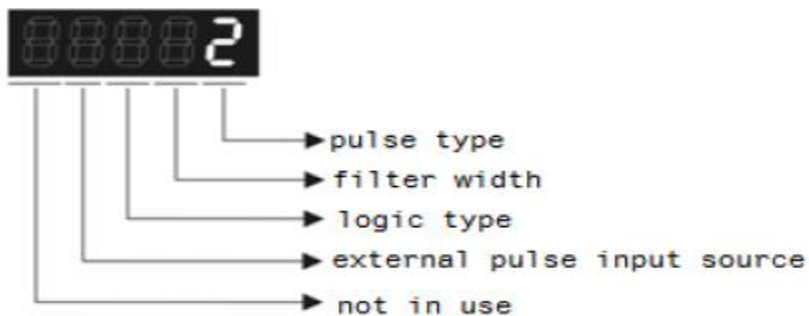 2
pulse type
filter width
logic type
external pulse input source
not in use